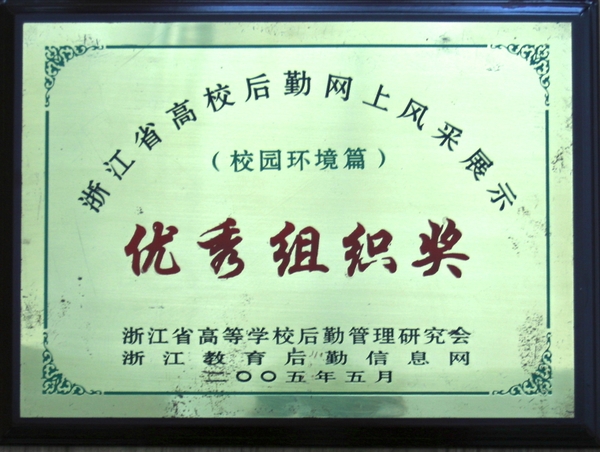 浙江省高校后勤网上风采展示
（校园环境篇）
优秀组织奖
浙江省高等学校后勤管理研究会
浙江教育后勤信息网
二〇〇五年五月